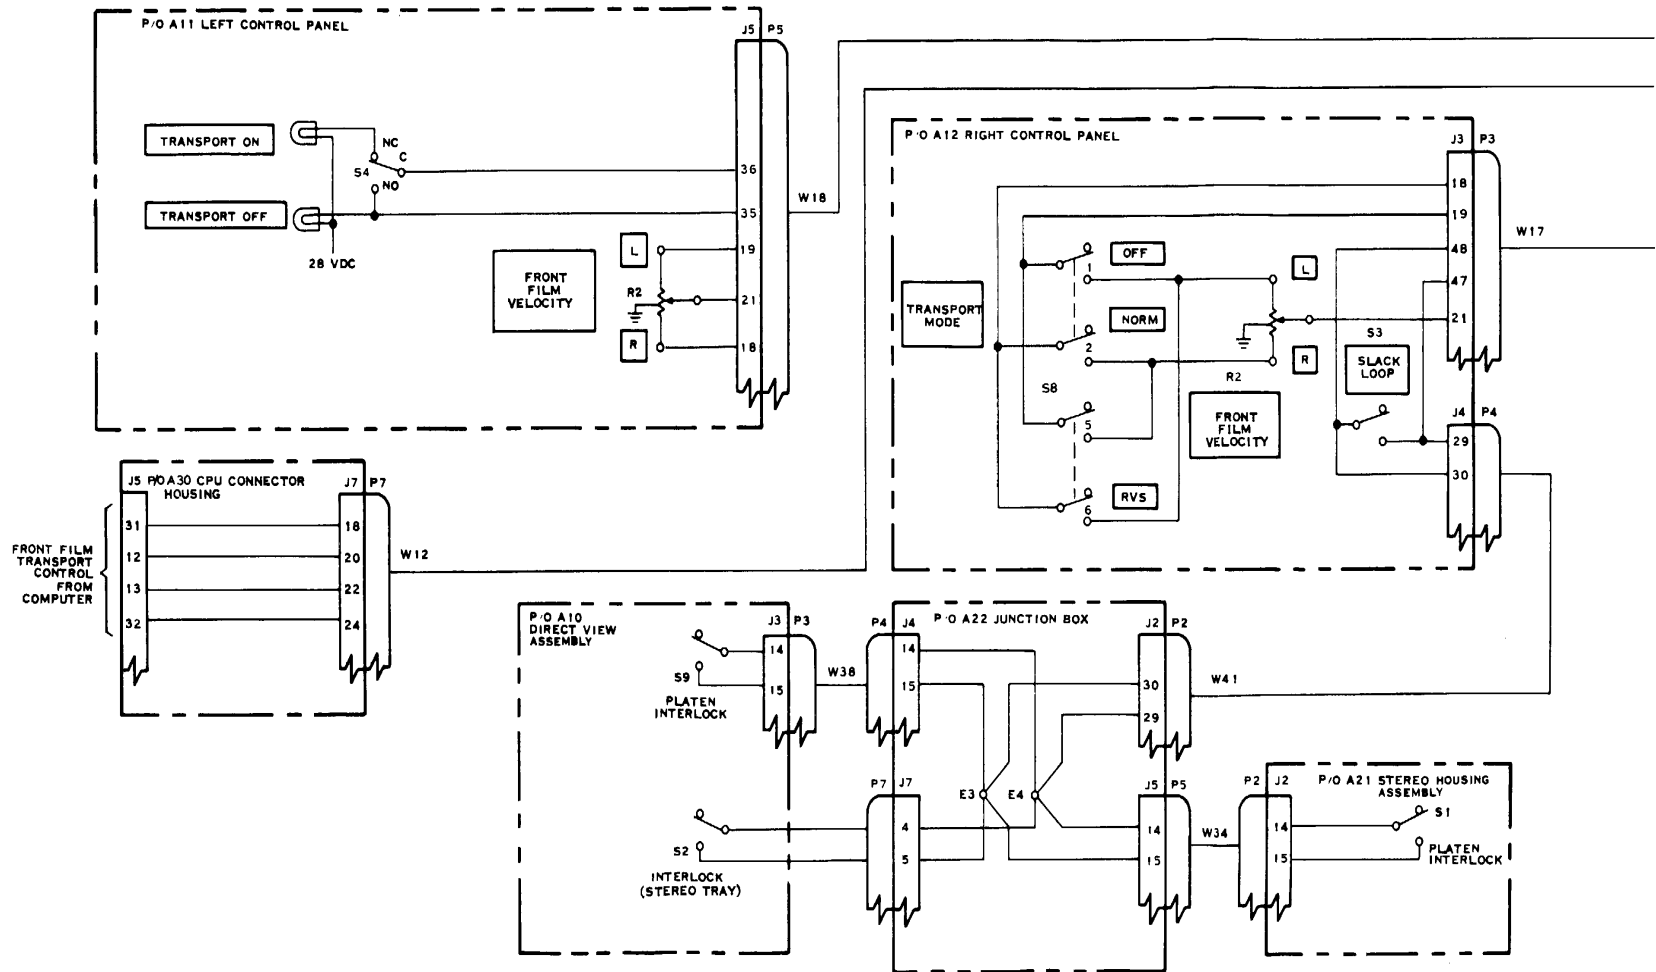 P/O A11 LEFT CONTROL PANEL
J5 P5
TRANSPORT ON
NC
C
S4
NO
36
TRANSPORT OFF
35
W18
28 VDC
L
19
FRONT
FILM
VELOCITY
R2
21
R
18
P/O A12 RIGHT CONTROL PANEL
J3 P3
18
19
48
W17
47
21
TRANSPORT
MODE
OFF
1
NORM
2
L
R
R2
S8
5
RVS
6
FRONT
FILM
VELOCITY
S3
SLACK
LOOP
J4 P4
29
30
J5 P/O A30 CPU CONNECTOR
HOUSING
J7 P7
FRONT FILM
TRANSPORT
CONTROL
FROM
COMPUTER
31
18
12
20
13
22
32
24
W12
P/O A10
DIRECT VIEW
ASSEMBLY
J3 P3
14
15
S9
PLATEN
INTERLOCK
W38
S2
INTERLOCK
(STEREO TRAY)
P/O A22 JUNCTION BOX
P4 J4
14
15
J2 P2
30
29
W41
P7 J7
4
5
E3
E4
J5 P5
14
15
W34
P/O A21 STEREO HOUSING
ASSEMBLY
P2 J2
14
15
S1
PLATEN
INTERLOCK